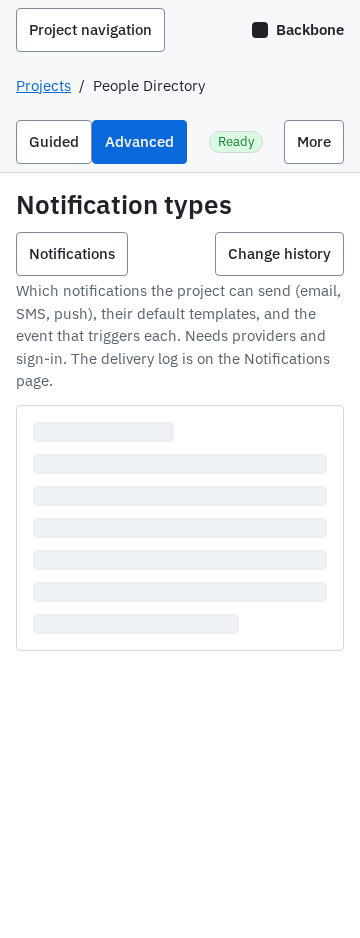 Project navigation
Backbone
Projects / People Directory
Guided
Advanced
Ready
More
Notification types
Notifications
Change history
Which notifications the project can send (email,
SMS, push), their default templates, and the
event that triggers each. Needs providers and
sign-in. The delivery log is on the Notifications
page.